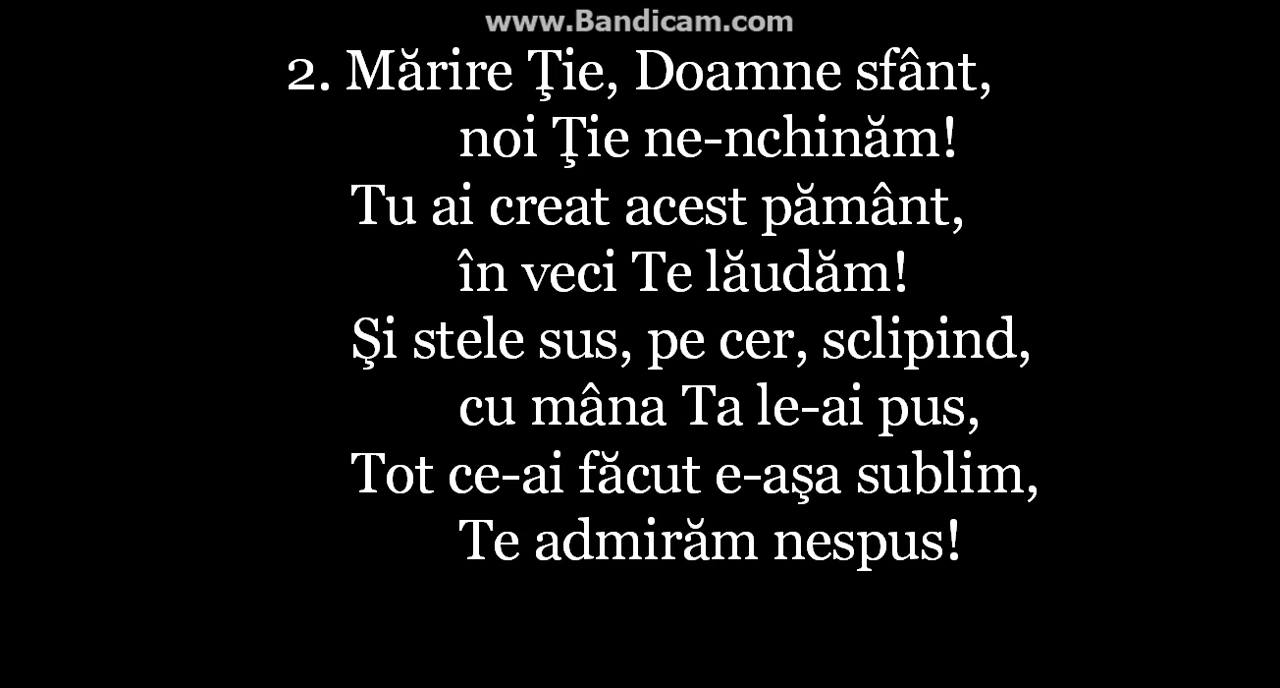 www.Bandicam.com
2. Mărire Ţie, Doamne sfânt,
noi Ţie ne-nchinăm!
Tu ai creat acest pământ,
în veci Te lăudăm!
Şi stele sus, pe cer, sclipind,
cu mâna Ta le-ai pus,
Tot ce-ai făcut e-aşa sublim,
Te admirăm nespus!